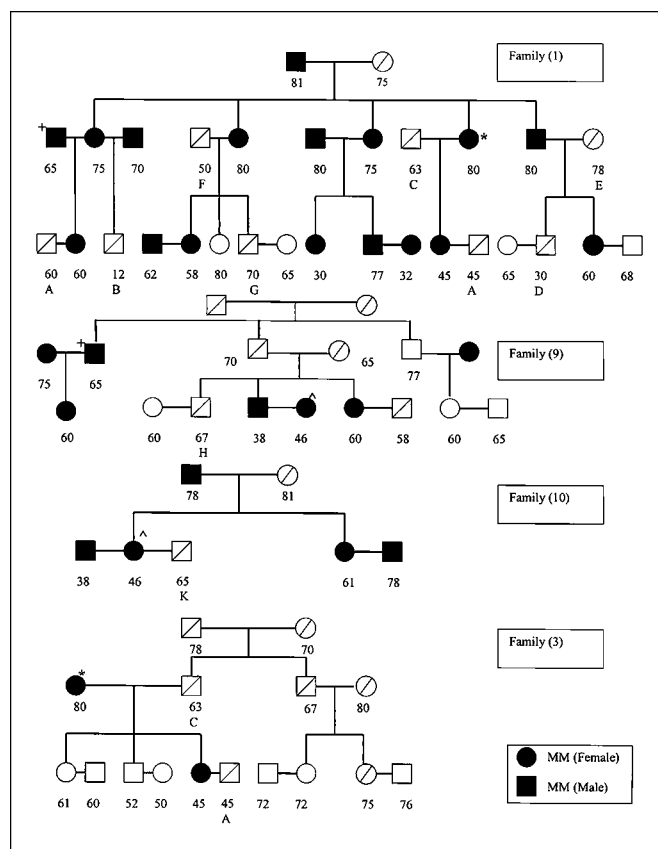 Family (1)
81 75
+ *
65 75 70 50 80 80 75 63 80 80 78
F C E
60 60 12 62 58 80 70 65 30 77 32 45 45 65 30 60 68
A B G A D
+ Family (9)
75 65 70 65 77
^
60 60 67 38 46 60 58 60 65
H
Family (10)
78 81
^
38 46 65 61 78
K
Family (3)
78 70
*
80 63 67 80
C
MM (Female)
MM (Male)
61 60 52 50 45 45 72 72 75 76
A